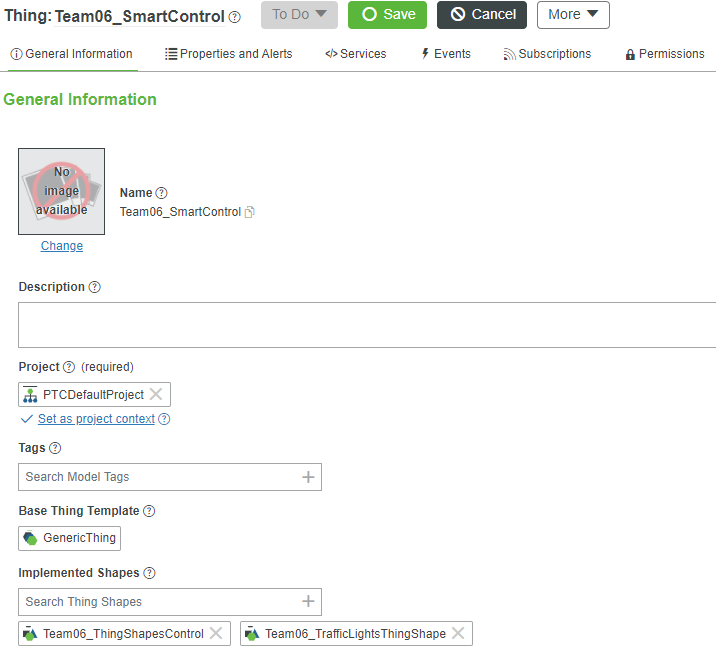 Thing: Team06_SmartControl
To Do
Save
Cancel
More
General Information
Properties and Alerts
Services
Events
Subscriptions
Permissions
General Information
No
image
available
Change
Name
Team06_SmartControl
Description
Project (required)
PTCDefaultProject
Set as project context
Tags
Search Model Tags
Base Thing Template
GenericThing
Implemented Shapes
Search Thing Shapes
Team06_ThingShapesControl
Team06_TrafficLightsThingShape